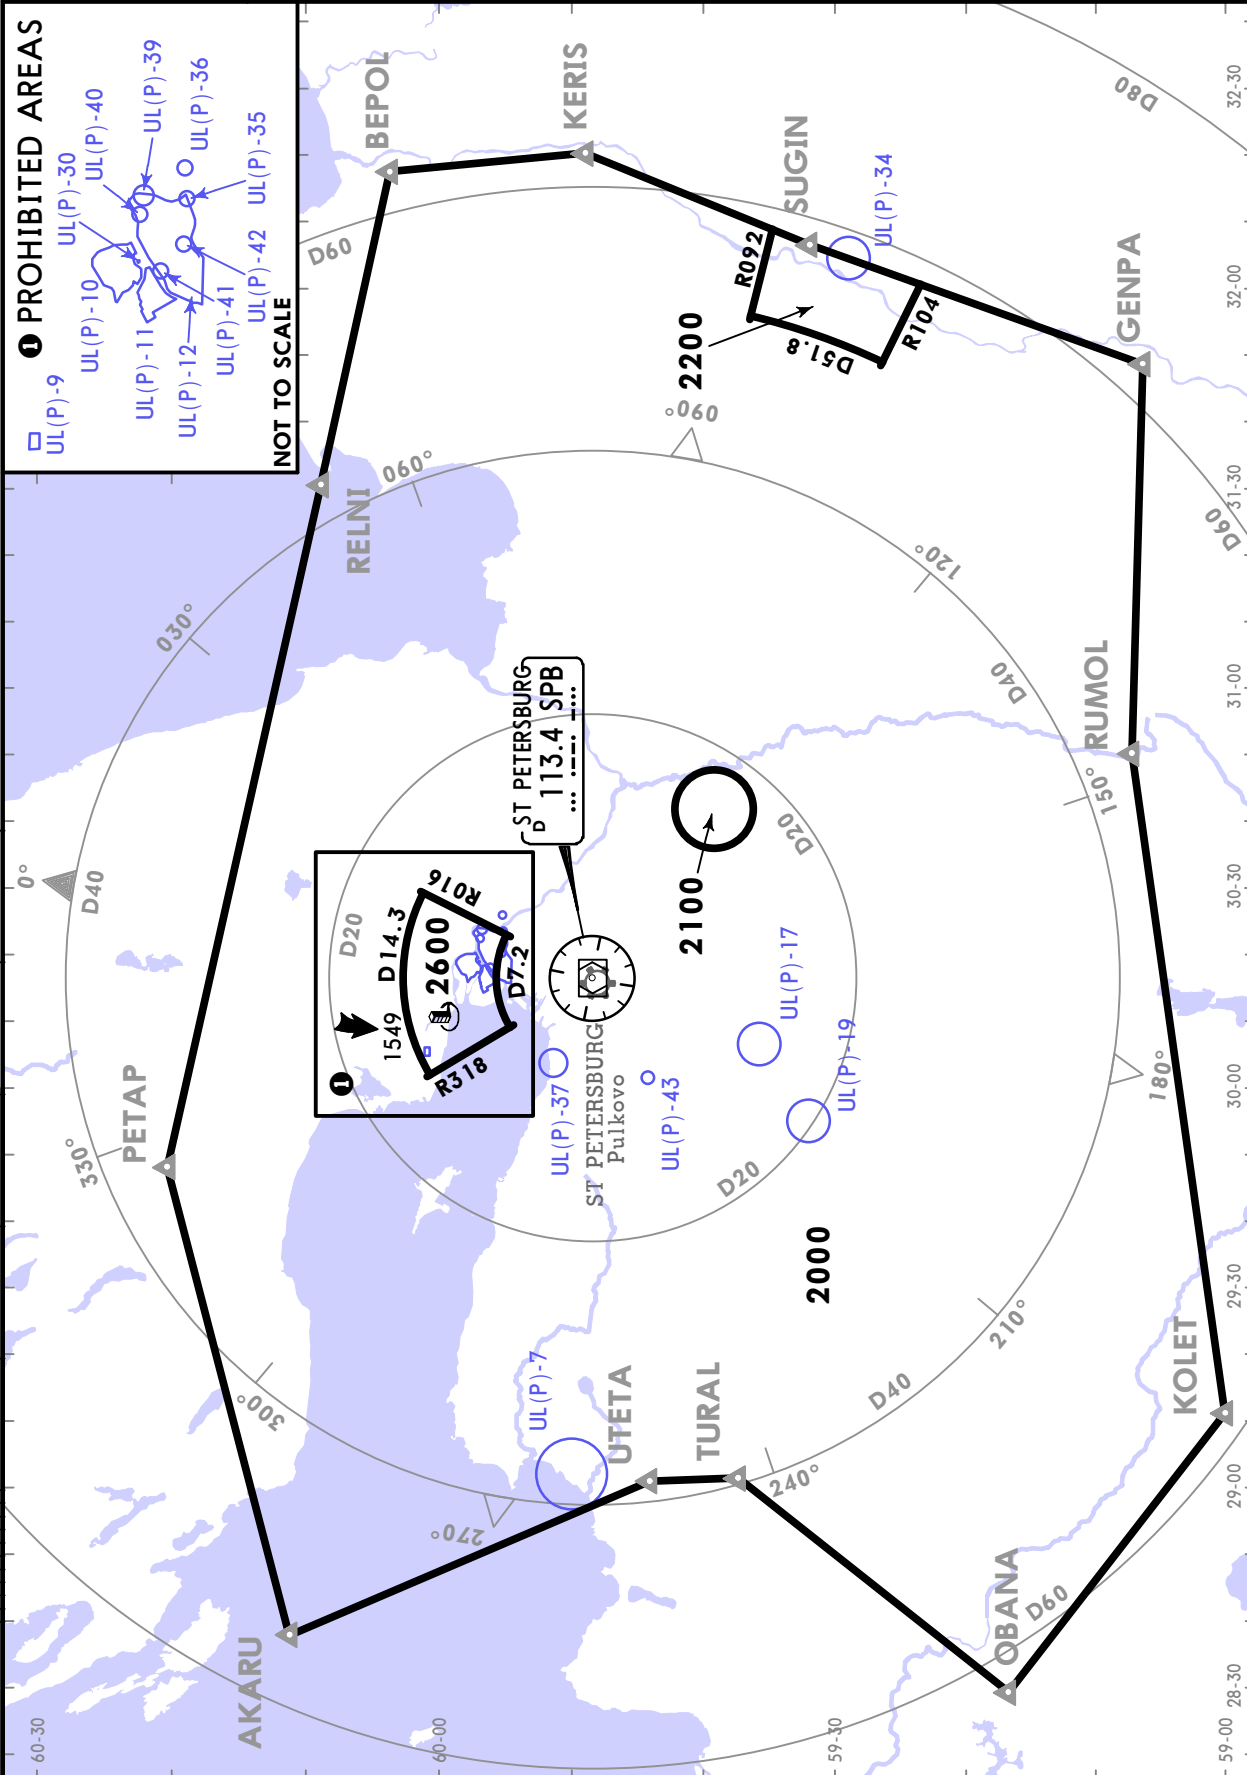 ❶ PROHIBITED AREAS
UL(P)-9
UL(P)-10
UL(P)-30
UL(P)-40
UL(P)-39
UL(P)-36
UL(P)-11
UL(P)-12
UL(P)-41
UL(P)-42
UL(P)-35
NOT TO SCALE
BEPOL
KERIS
SUGIN
UL(P)-34
GENPA
RELNI
RUMOL
PETAP
AKARU
UTETA
TURAL
OBANA
KOLET
D80
D60
D60
D60
D40
D40
D40
D20
D20
D20
0°
030°
060°
090°
120°
150°
180°
210°
240°
270°
300°
330°
R092
D51.8
R104
2200
2100
2000
❶
1549
D14.3
R016
2600
D7.2
R318
ST PETERSBURG
D 113.4 SPB
ST PETERSBURG
Pulkovo
UL(P)-37
UL(P)-43
UL(P)-17
UL(P)-19
UL(P)-7
60-30
60-00
59-30
59-00
28-30
29-00
29-30
30-00
30-30
31-00
31-30
32-00
32-30